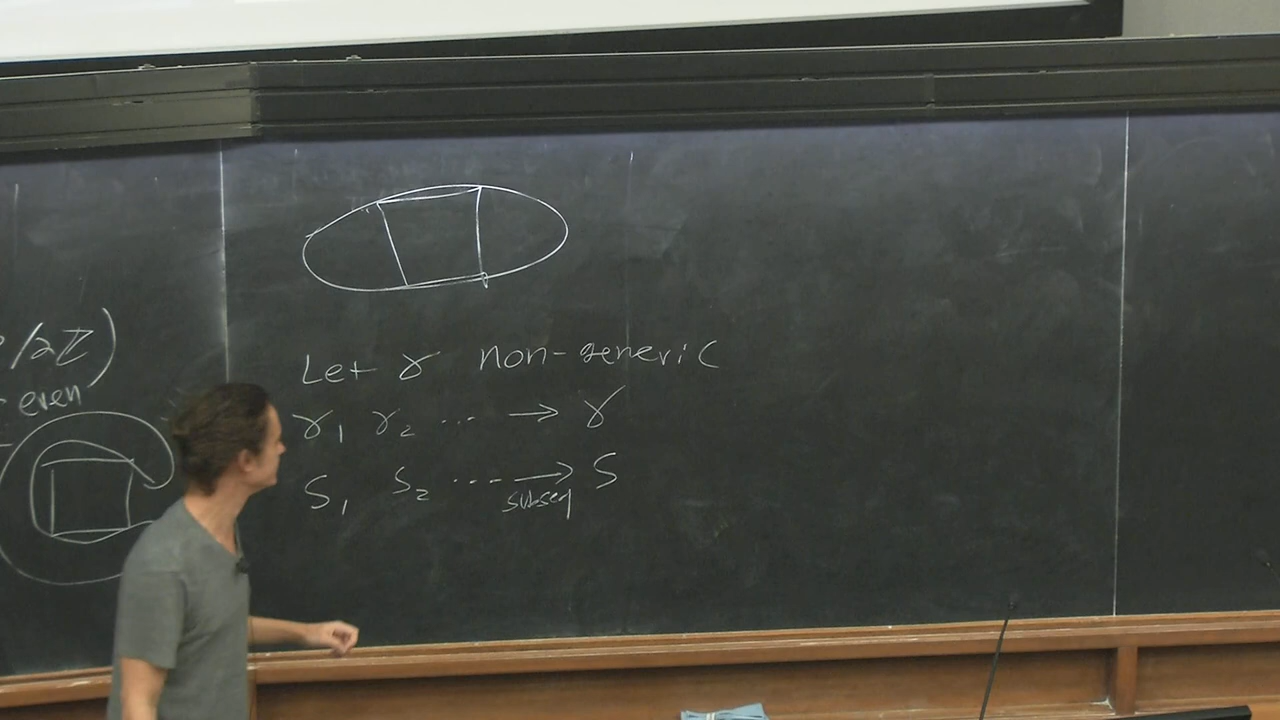 /2Z)
even
Let γ non-generic
γ₁ γ₂ ... → γ
S₁ S₂ ... → S
subseq